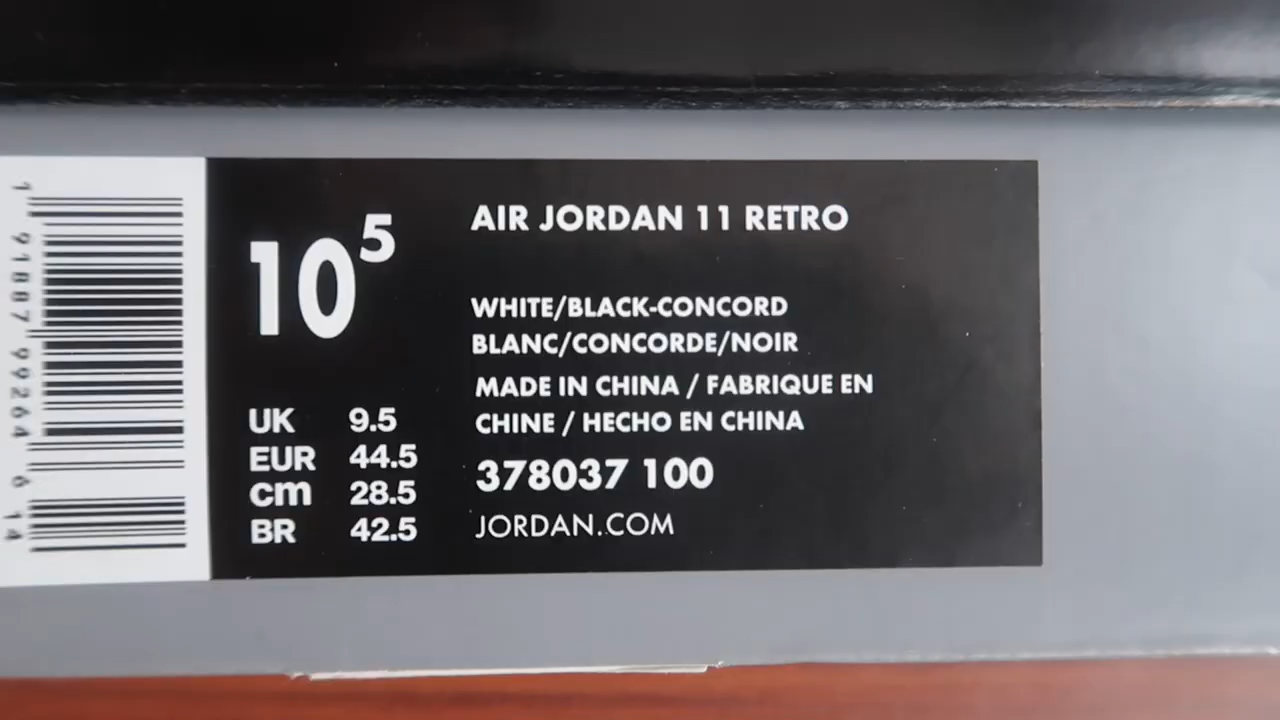 1 91887 99264 6 14
10 5
UK 9.5
EUR 44.5
cm 28.5
BR 42.5
AIR JORDAN 11 RETRO
WHITE/BLACK-CONCORD
BLANC/CONCORDE/NOIR
MADE IN CHINA / FABRIQUE EN
CHINE / HECHO EN CHINA
378037 100
JORDAN.COM